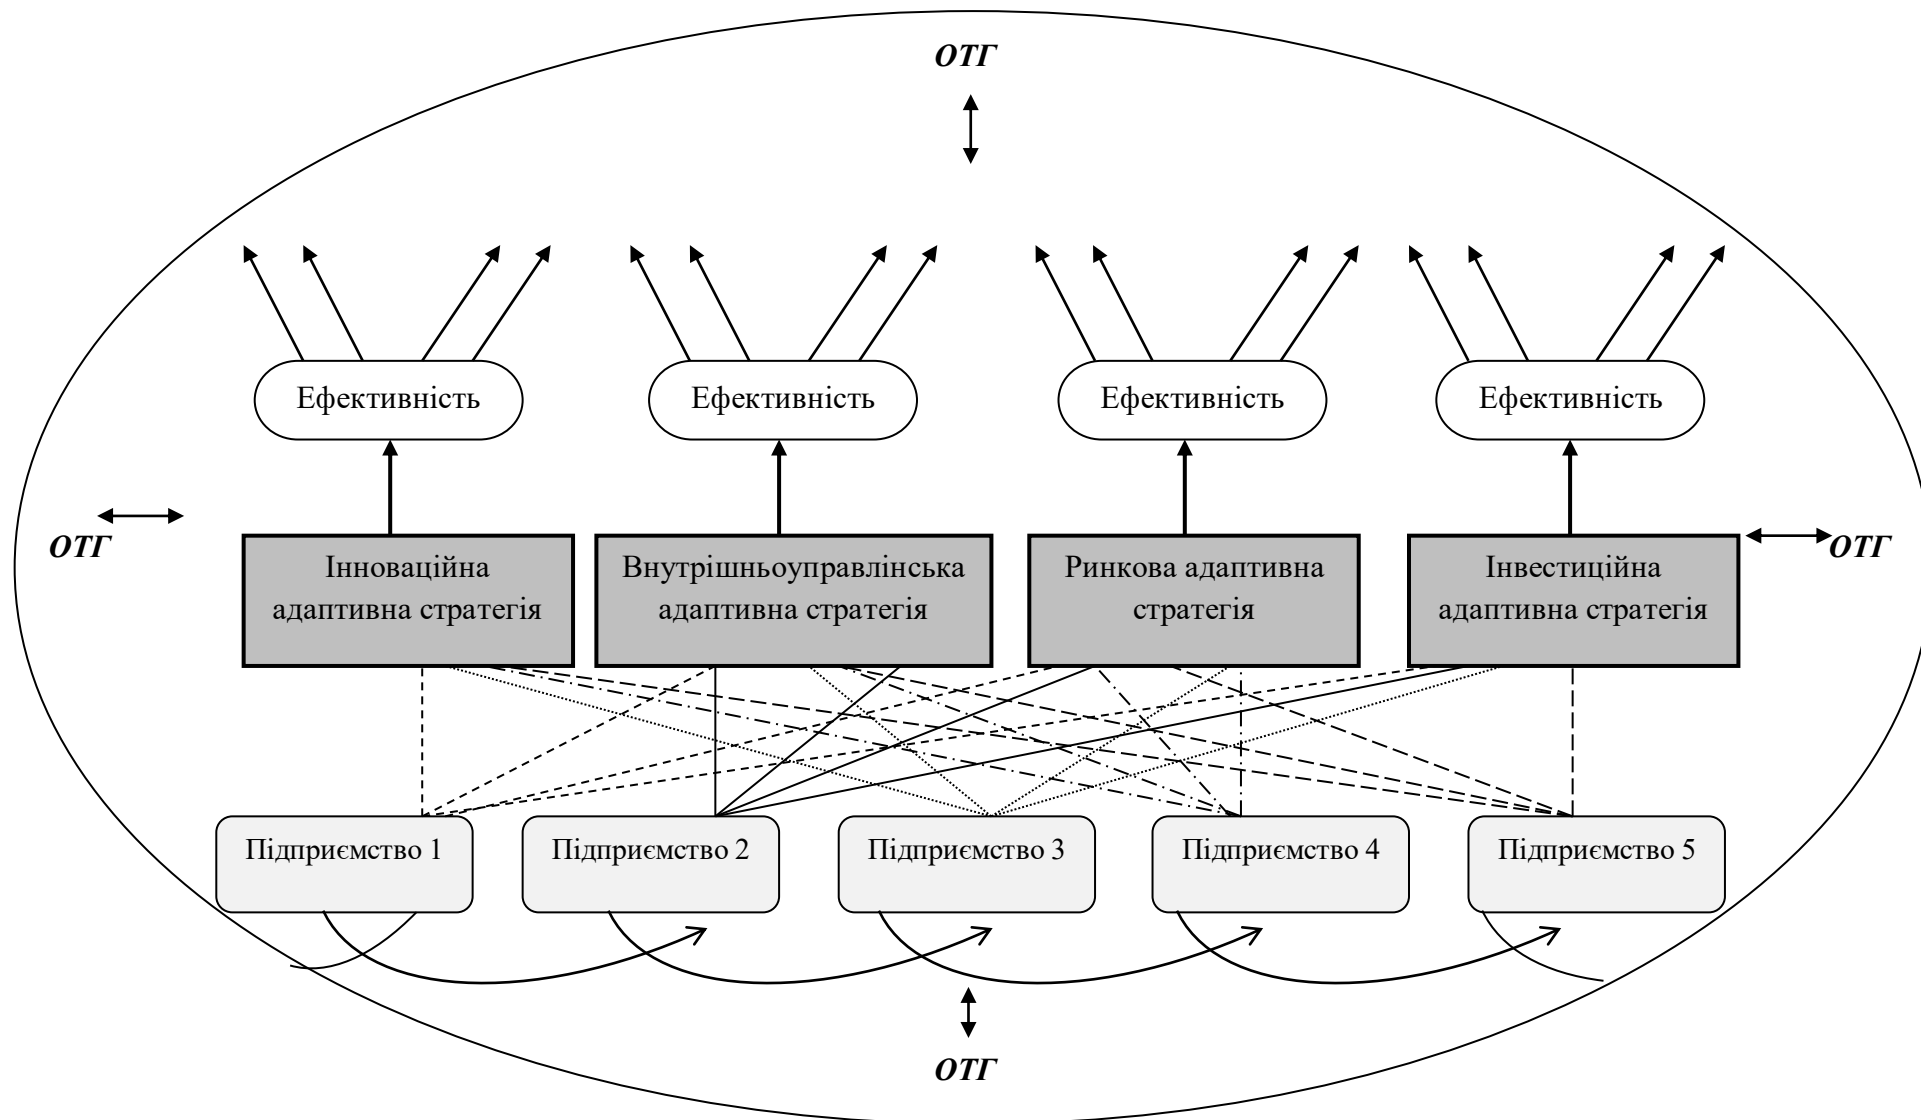 ОТГ
Ефективність
Ефективність
Ефективність
Ефективність
ОТГ
Інноваційна
адаптивна стратегія
Внутрішньоуправлінська
адаптивна стратегія
Ринкова адаптивна
стратегія
Інвестиційна
адаптивна стратегія
ОТГ
Підприємство 1
Підприємство 2
Підприємство 3
Підприємство 4
Підприємство 5
ОТГ